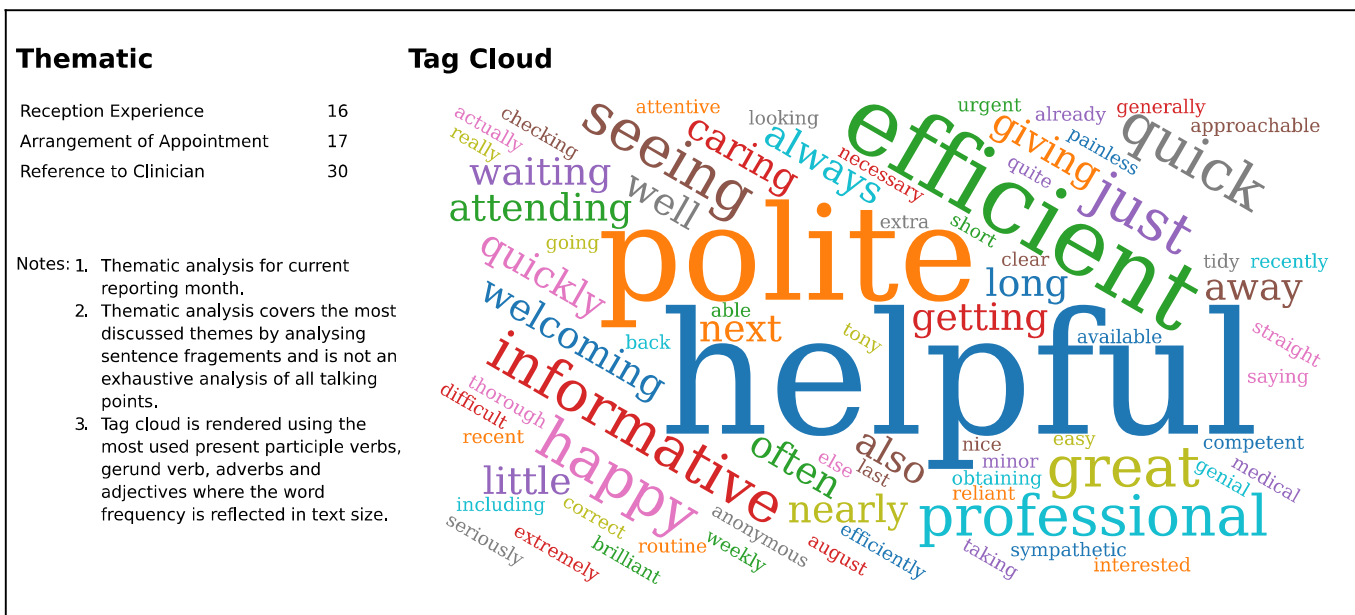 Thematic
Reception Experience 16
Arrangement of Appointment 17
Reference to Clinician 30
Notes: 1. Thematic analysis for current
reporting month.
2. Thematic analysis covers the most
discussed themes by analysing
sentence fragements and is not an
exhaustive analysis of all talking
points.
3. Tag cloud is rendered using the
most used present participle verbs,
gerund verb, adverbs and
adjectives where the word
frequency is reflected in text size.
Tag Cloud
actually
really
checking
seeing
attentive
caring
looking
always
necessary
efficient
urgent
giving
already
painless
generally
quick
approachable
waiting
attending
well
quite
just
going
polite
extra
short
clear
long
tidy
recently
away
quickly
welcoming
able
next
back
tony
getting
helpful
available
straight
saying
informative
thorough
difficult
happy
recent
often
else
last
also
nice
minor
easy
great
competent
genial
medical
little
including
correct
nearly
obtaining
reliant
professional
seriously
extremely
brilliant
routine
weekly
anonymous
august
efficiently
taking
sympathetic
interested